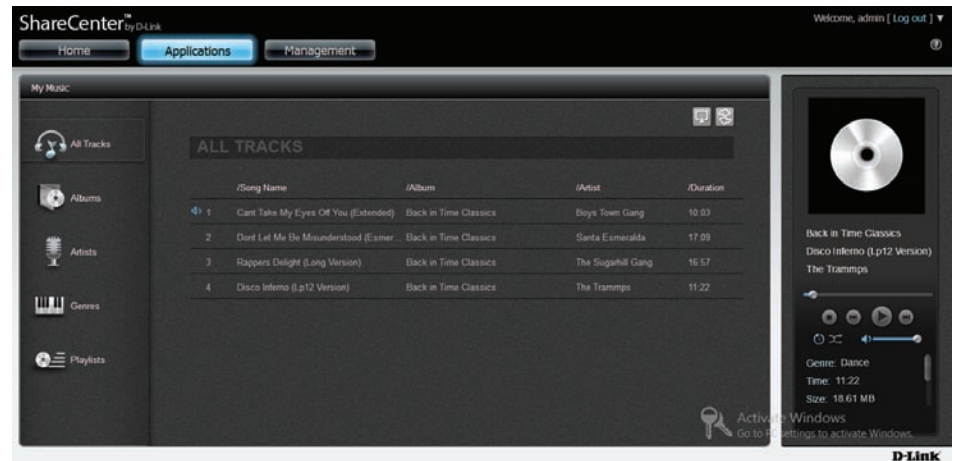 ShareCenter™ by D-Link
Welcome, admin [ Log out ] ▼
Home Applications Management
My Music
All Tracks
Albums
Artists
Genres
Playlists
ALL TRACKS
/Song Name /Album /Artist /Duration
1 Cant Take My Eyes Off You (Extended) Back in Time Classics Boys Town Gang 10:03
2 Dont Let Me Be Misunderstood (Esmer... Back in Time Classics Santa Esmeralda 17:09
3 Rappers Delight (Long Version) Back in Time Classics The Sugarhill Gang 16:57
4 Disco Inferno (Lp12 Version) Back in Time Classics The Trammps 11:22
Back in Time Classics
Disco Inferno (Lp12 Version)
The Trammps
Genre: Dance
Time: 11:22
Size: 18.61 MB
Activate Windows
Go to PC settings to activate Windows.
D-Link